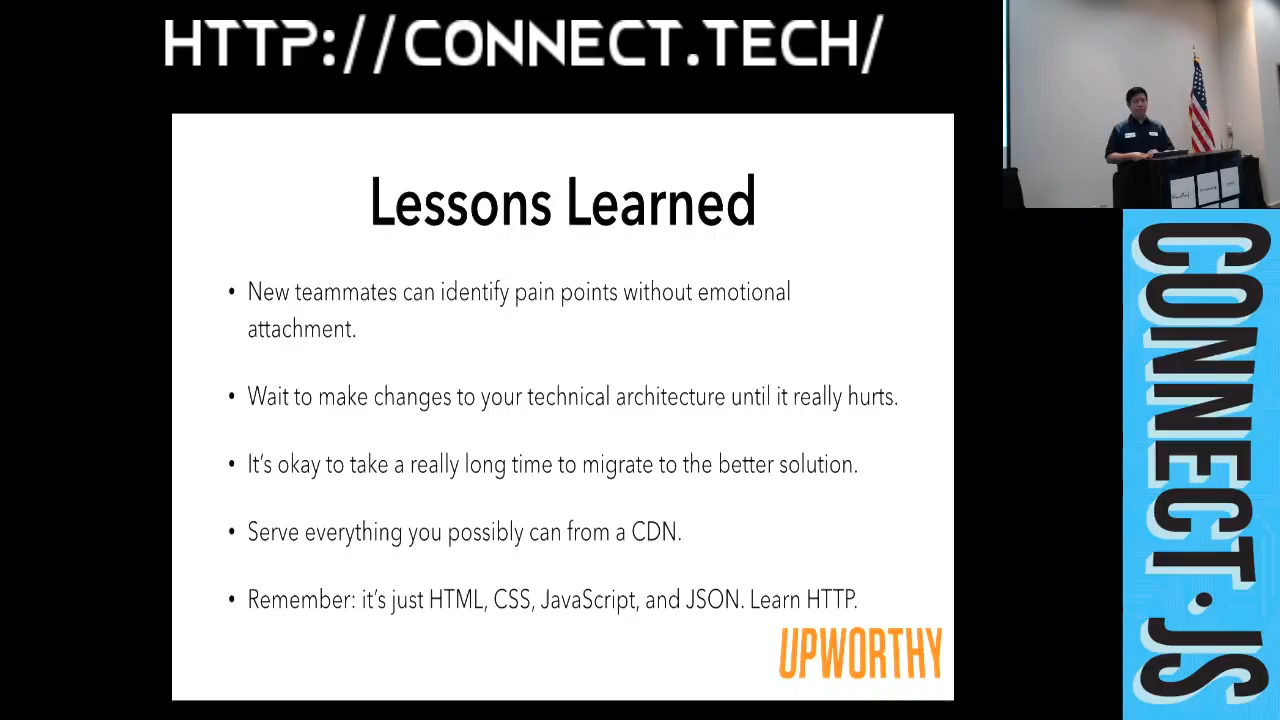 HTTP://CONNECT.TECH/
Lessons Learned
• New teammates can identify pain points without emotional
attachment.
• Wait to make changes to your technical architecture until it really hurts.
• It's okay to take a really long time to migrate to the better solution.
• Serve everything you possibly can from a CDN.
• Remember: it's just HTML, CSS, JavaScript, and JSON. Learn HTTP.
UPWORTHY
CONNECT.JS